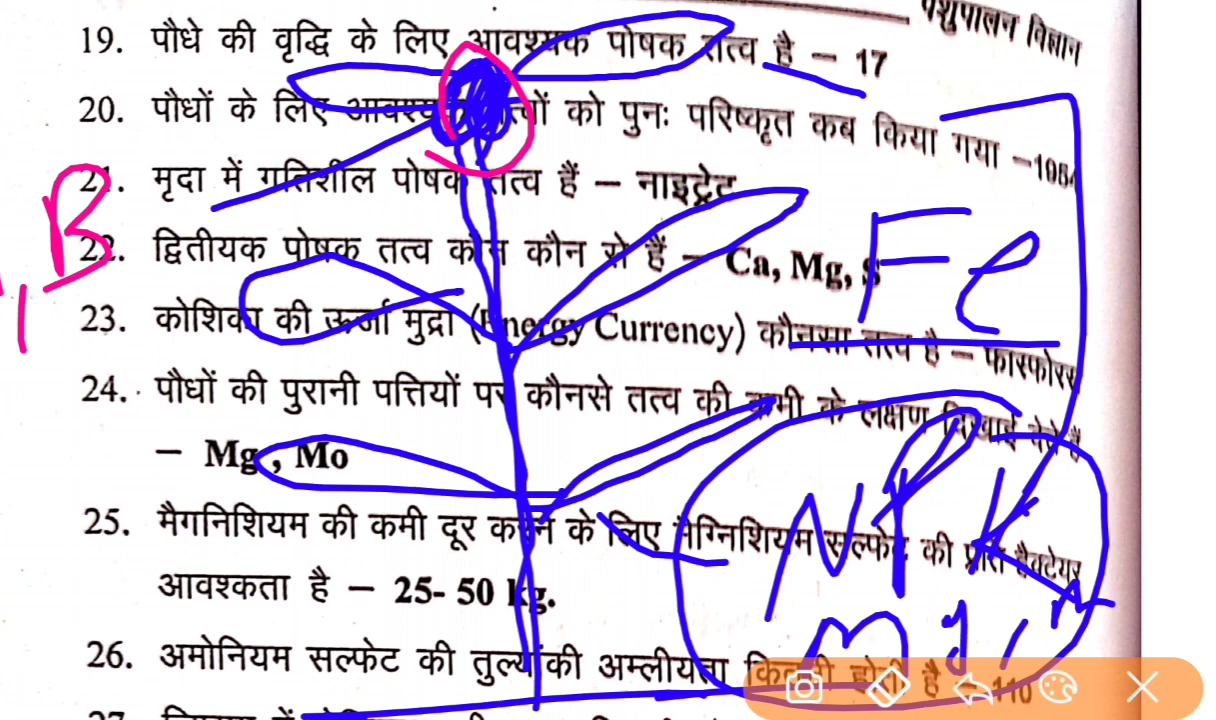 पशुपालन विज्ञान
19. पौधे की वृद्धि के लिए आवश्यक पोषक तत्व है – 17
20. पौधों के लिए आवश्यक तत्वों को पुनः परिष्कृत कब किया गया –1984
21. मृदा में गतिशील पोषक तत्व हैं – नाइट्रेट
, B
22. द्वितीयक पोषक तत्व कौन कौन से हैं – Ca, Mg, S
Fe
23. कोशिका की ऊर्जा मुद्रा (Energy Currency) कौनसा तत्व है – फास्फोरस
24. पौधों की पुरानी पत्तियों पर कौनसे तत्व की कमी के लक्षण दिखाई देते हैं
– Mg, Mo
N P K
25. मैगनिशियम की कमी दूर करने के लिए मैग्निशियम सल्फेट की प्रति हैक्टेयर
आवश्कता है – 25- 50 kg.
mg,
26. अमोनियम सल्फेट की तुल्यांकी अम्लीयता कितनी होती है – 110
27.